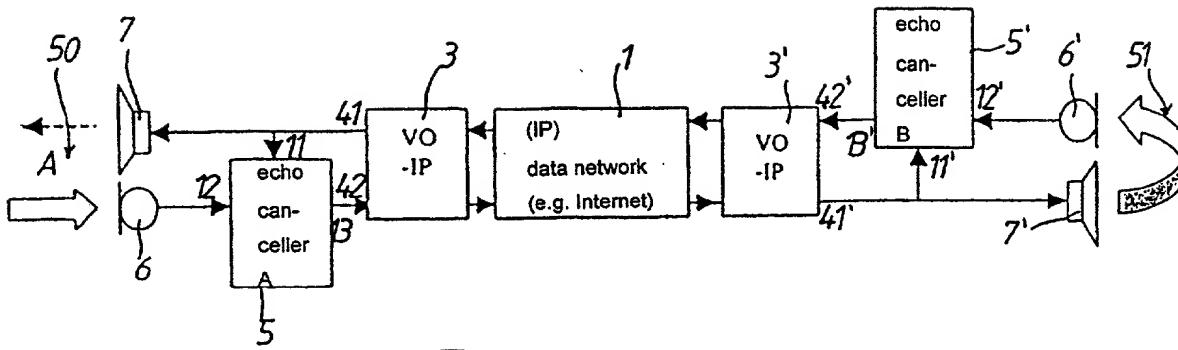 50
7
3
1
3'
echo
can-
celler
B
5'
6'
51
41
VO
-IP
(IP)
data network
(e.g. Internet)
VO
-IP
42'
B'
12'
11'
A
11
echo
can-
celler
A
12
42
13
41'
7'
6
5